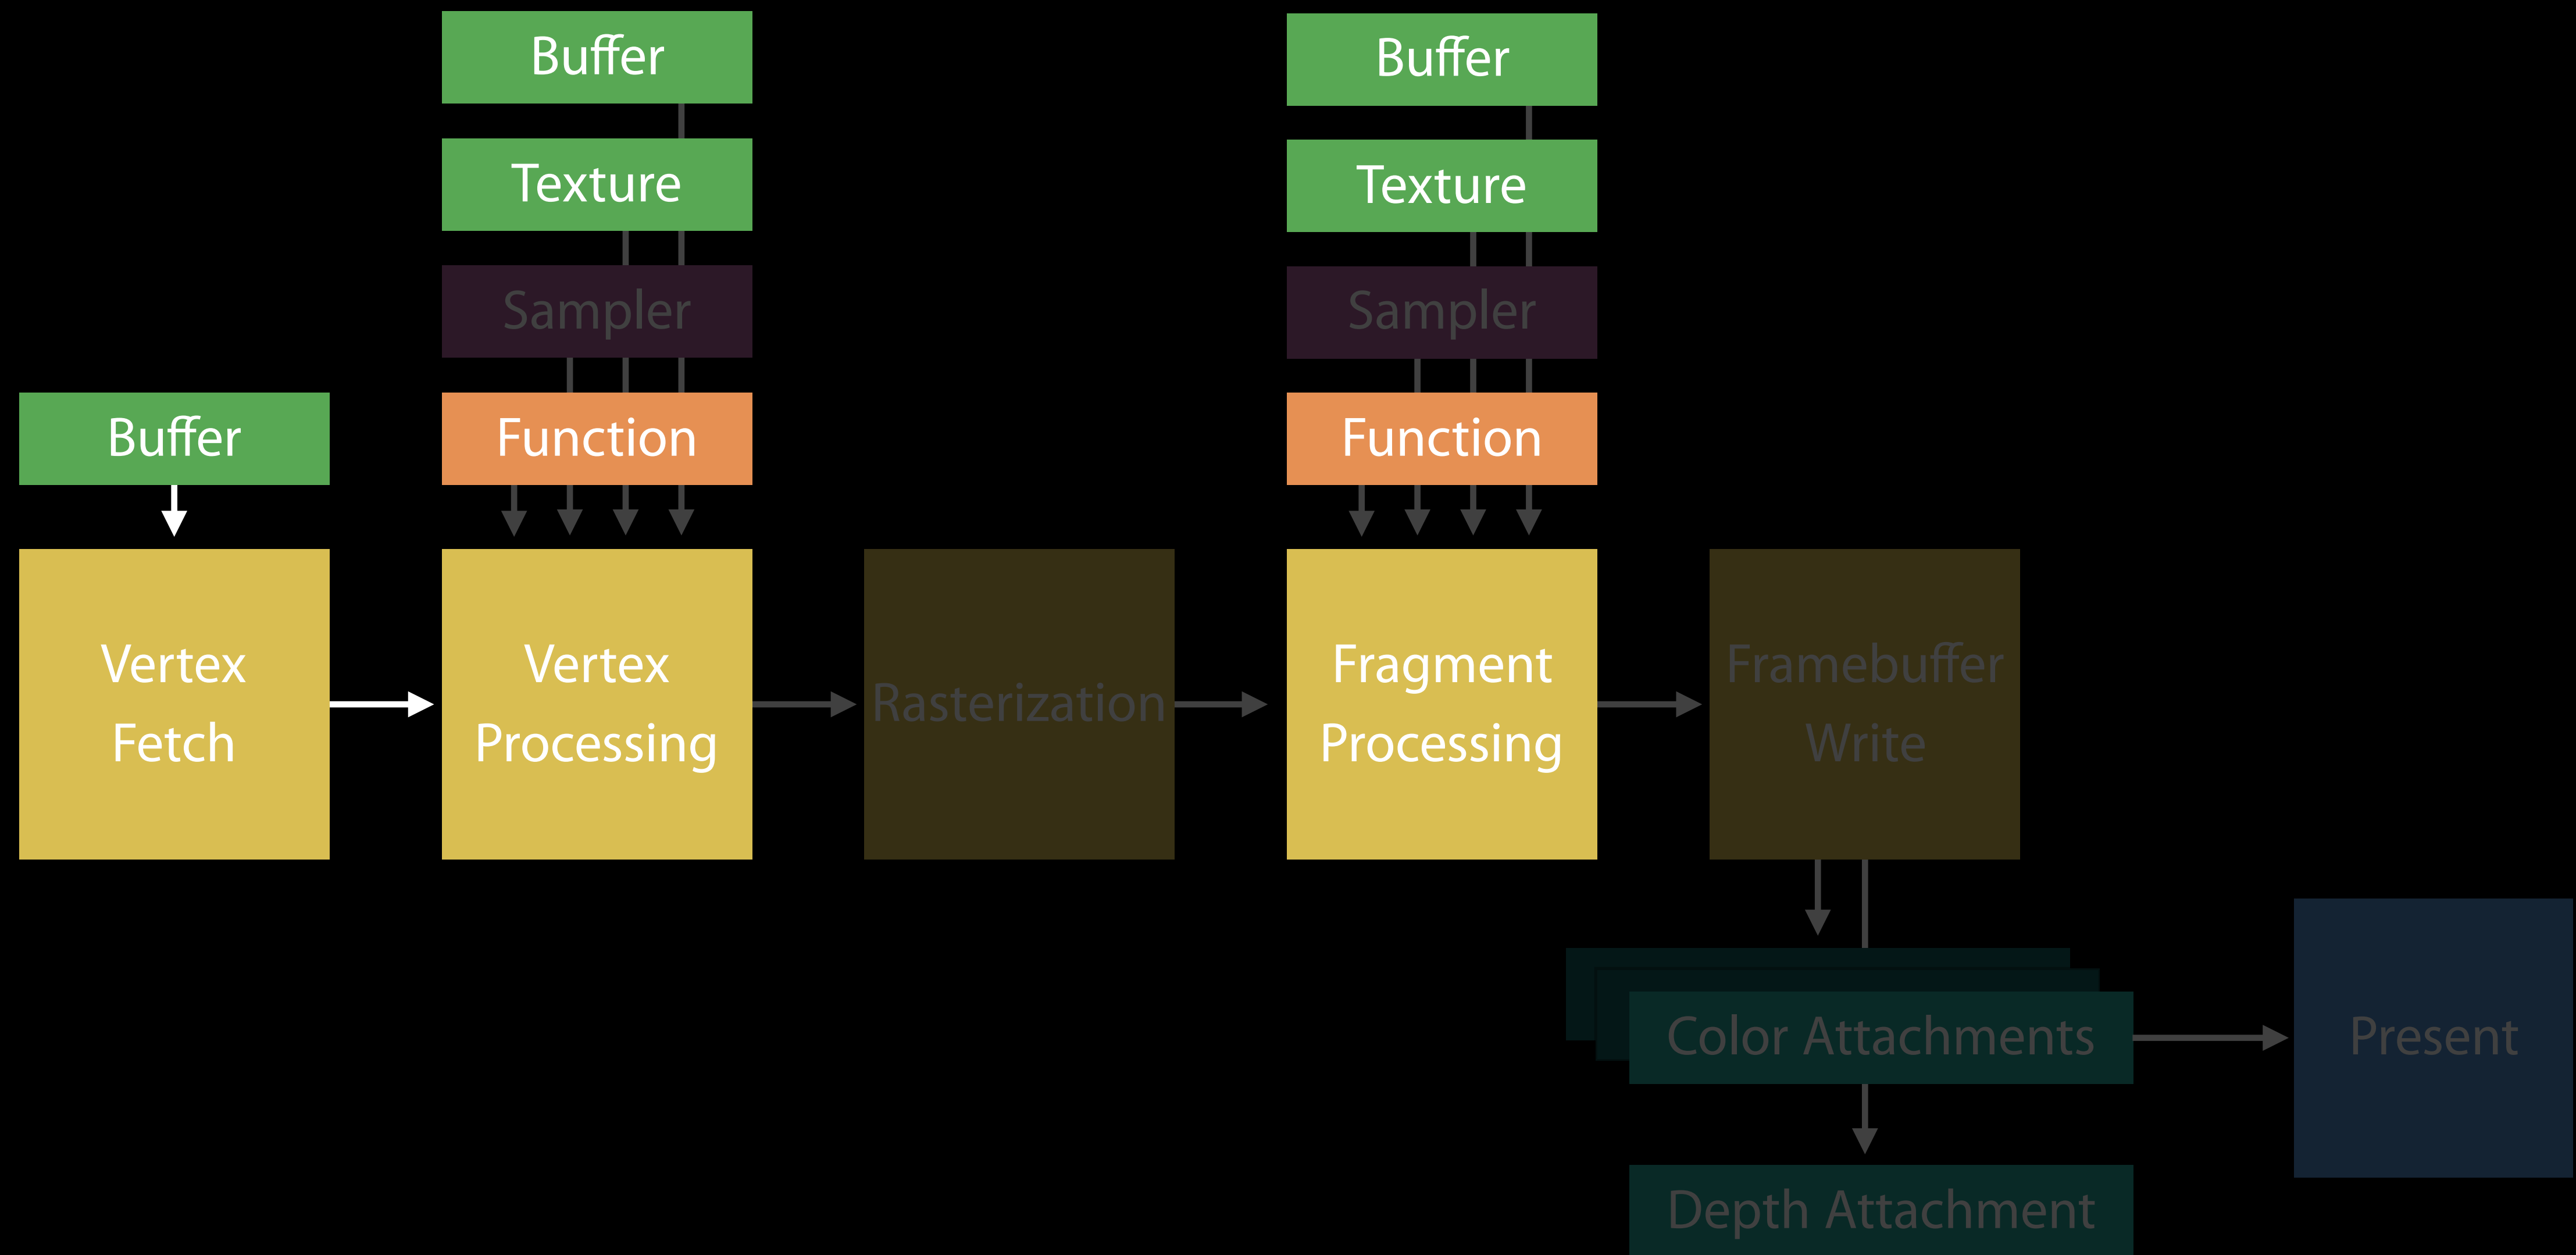 Buffer
Buffer
Texture
Texture
Sampler
Sampler
Buffer
Function
Function
Vertex
Fetch
Vertex
Processing
Rasterization
Fragment
Processing
Framebuffer
Write
Color Attachments
Present
Depth Attachment